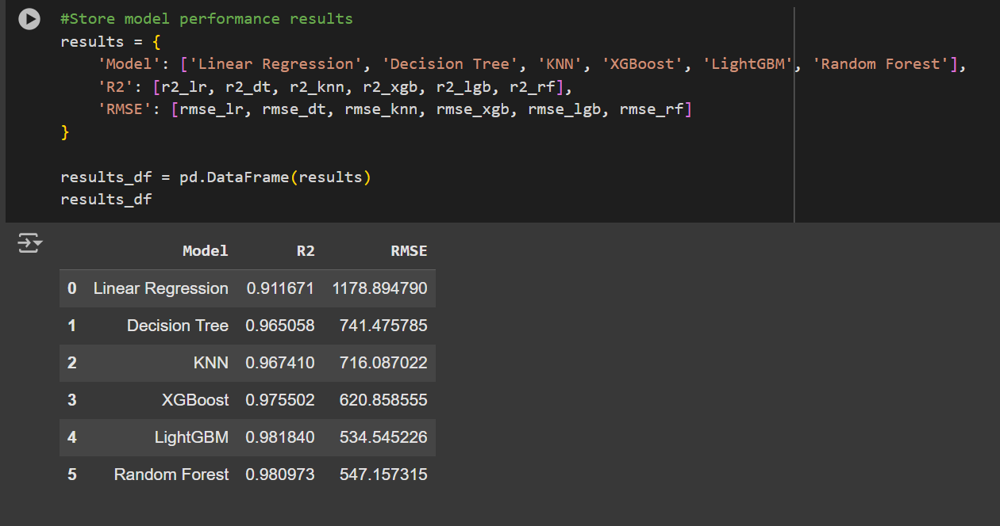 #Store model performance results
results = {
    'Model': ['Linear Regression', 'Decision Tree', 'KNN', 'XGBoost', 'LightGBM', 'Random Forest'],
    'R2': [r2_lr, r2_dt, r2_knn, r2_xgb, r2_lgb, r2_rf],
    'RMSE': [rmse_lr, rmse_dt, rmse_knn, rmse_xgb, rmse_lgb, rmse_rf]
}
results_df = pd.DataFrame(results)
results_df
Model R2 RMSE
0 Linear Regression 0.911671 1178.894790
1 Decision Tree 0.965058 741.475785
2 KNN 0.967410 716.087022
3 XGBoost 0.975502 620.858555
4 LightGBM 0.981840 534.545226
5 Random Forest 0.980973 547.157315